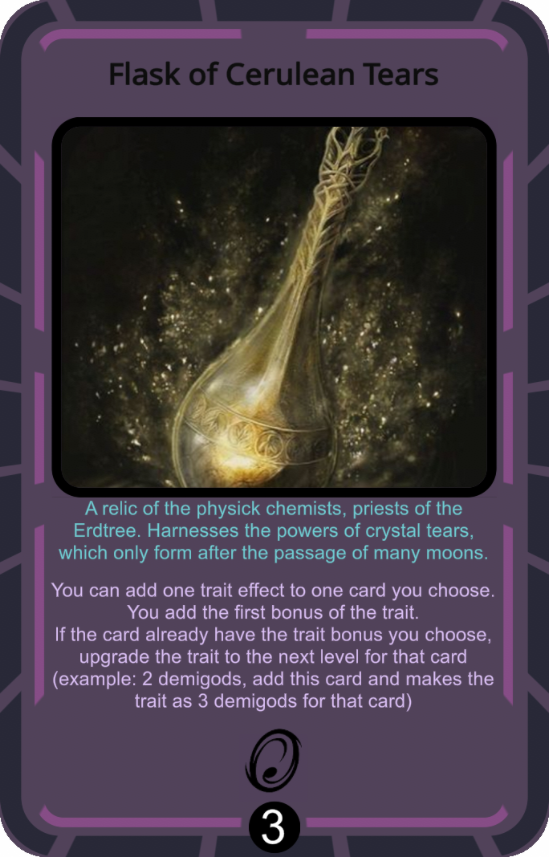 Flask of Cerulean Tears
A relic of the physick chemists, priests of the
Erdtree. Harnesses the powers of crystal tears,
which only form after the passage of many moons.
You can add one trait effect to one card you choose.
You add the first bonus of the trait.
If the card already have the trait bonus you choose,
upgrade the trait to the next level for that card
(example: 2 demigods, add this card and makes the
trait as 3 demigods for that card)
3